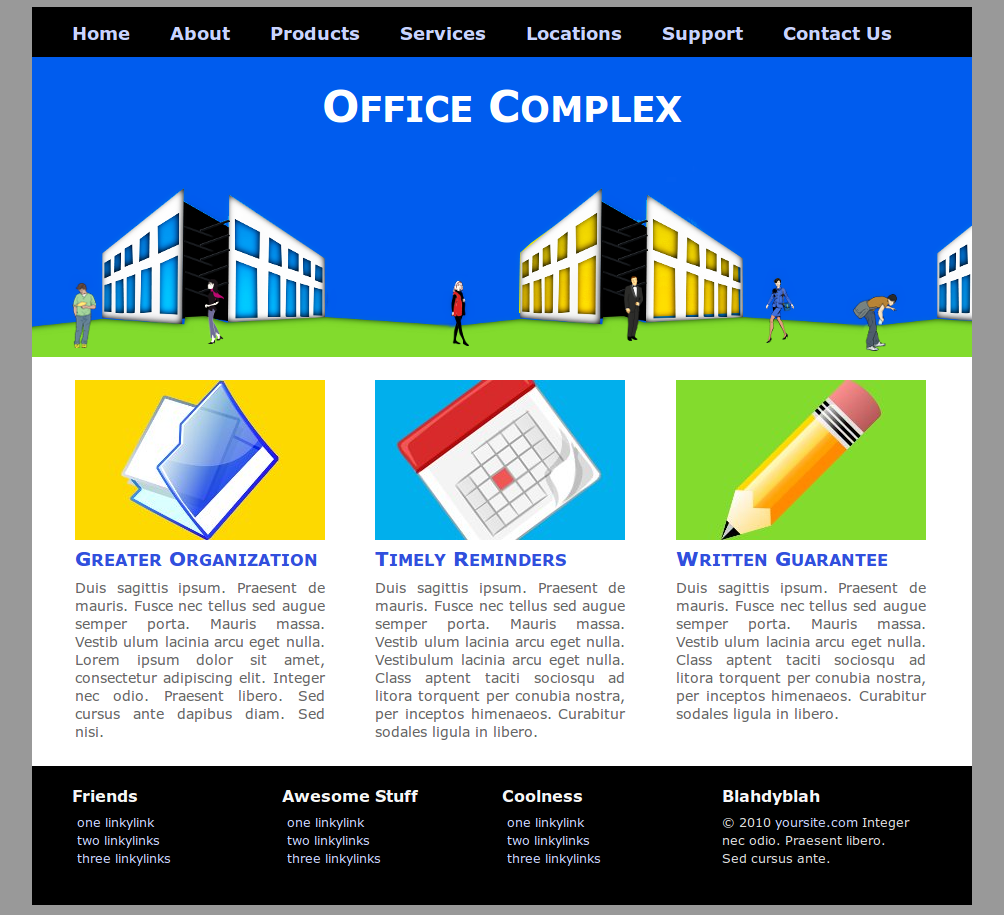 Home About Products Services Locations Support Contact Us
Office Complex
Greater Organization
Duis sagittis ipsum. Praesent de
mauris. Fusce nec tellus sed augue
semper porta. Mauris massa.
Vestib ulum lacinia arcu eget nulla.
Lorem ipsum dolor sit amet,
consectetur adipiscing elit. Integer
nec odio. Praesent libero. Sed
cursus ante dapibus diam. Sed
nisi.
Timely Reminders
Duis sagittis ipsum. Praesent de
mauris. Fusce nec tellus sed augue
semper porta. Mauris massa.
Vestib ulum lacinia arcu eget nulla.
Vestibulum lacinia arcu eget nulla.
Class aptent taciti sociosqu ad
litora torquent per conubia nostra,
per inceptos himenaeos. Curabitur
sodales ligula in libero.
Written Guarantee
Duis sagittis ipsum. Praesent de
mauris. Fusce nec tellus sed augue
semper porta. Mauris massa.
Vestib ulum lacinia arcu eget nulla.
Class aptent taciti sociosqu ad
litora torquent per conubia nostra,
per inceptos himenaeos. Curabitur
sodales ligula in libero.
Friends
one linkylink
two linkylinks
three linkylinks
Awesome Stuff
one linkylink
two linkylinks
three linkylinks
Coolness
one linkylink
two linkylinks
three linkylinks
Blahdyblah
© 2010 yoursite.com Integer
nec odio. Praesent libero.
Sed cursus ante.